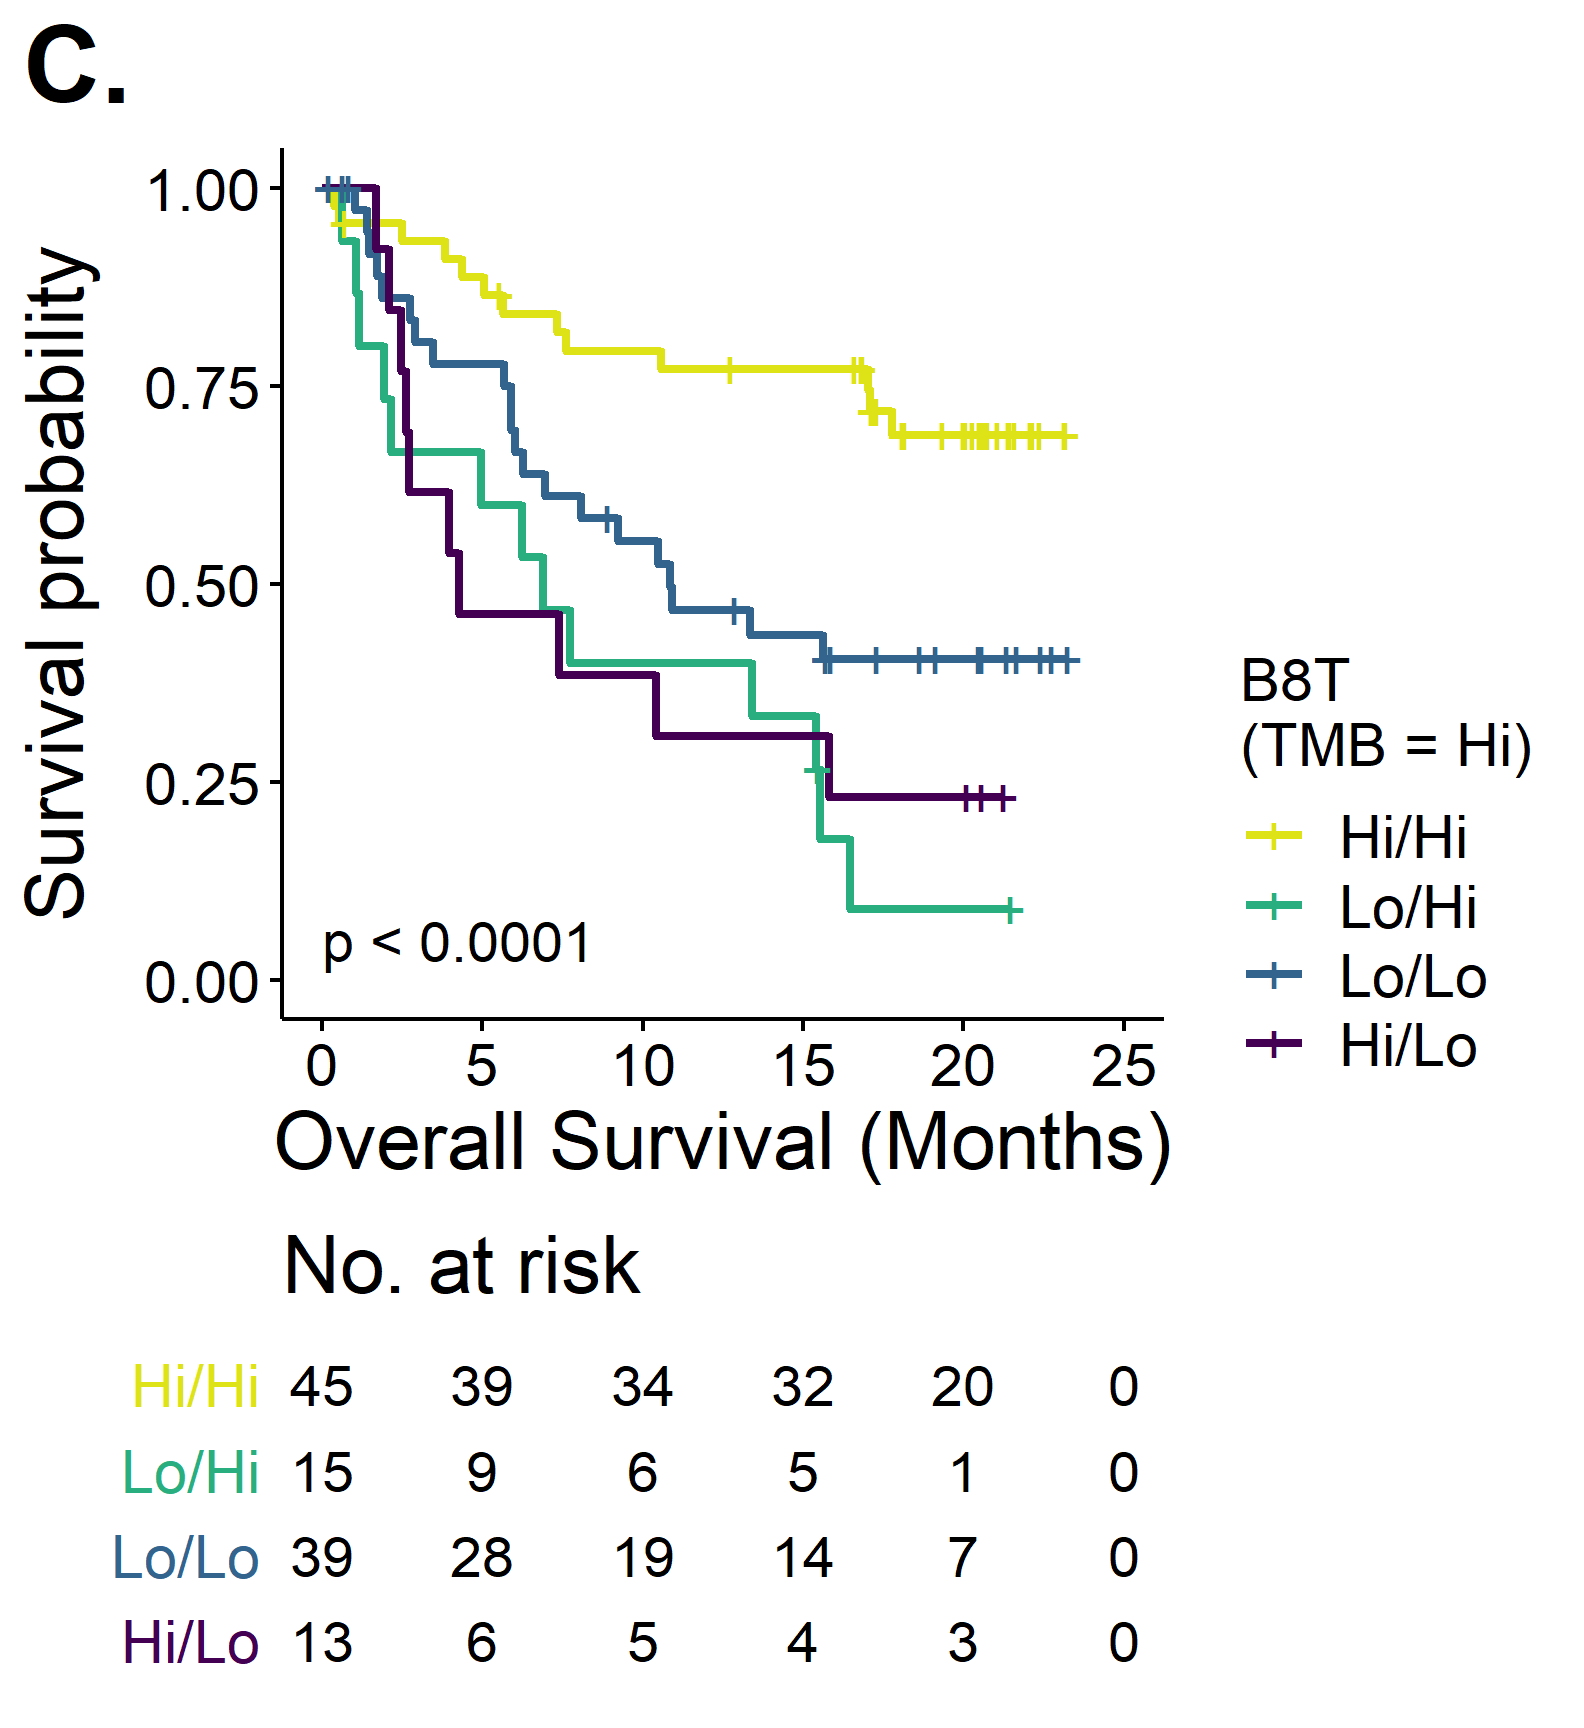 C.
Survival probability
1.00
0.75
0.50
0.25
0.00
p < 0.0001
0 5 10 15 20 25
Overall Survival (Months)
B8T
(TMB = Hi)
Hi/Hi
Lo/Hi
Lo/Lo
Hi/Lo
No. at risk
Hi/Hi 45 39 34 32 20 0
Lo/Hi 15 9 6 5 1 0
Lo/Lo 39 28 19 14 7 0
Hi/Lo 13 6 5 4 3 0